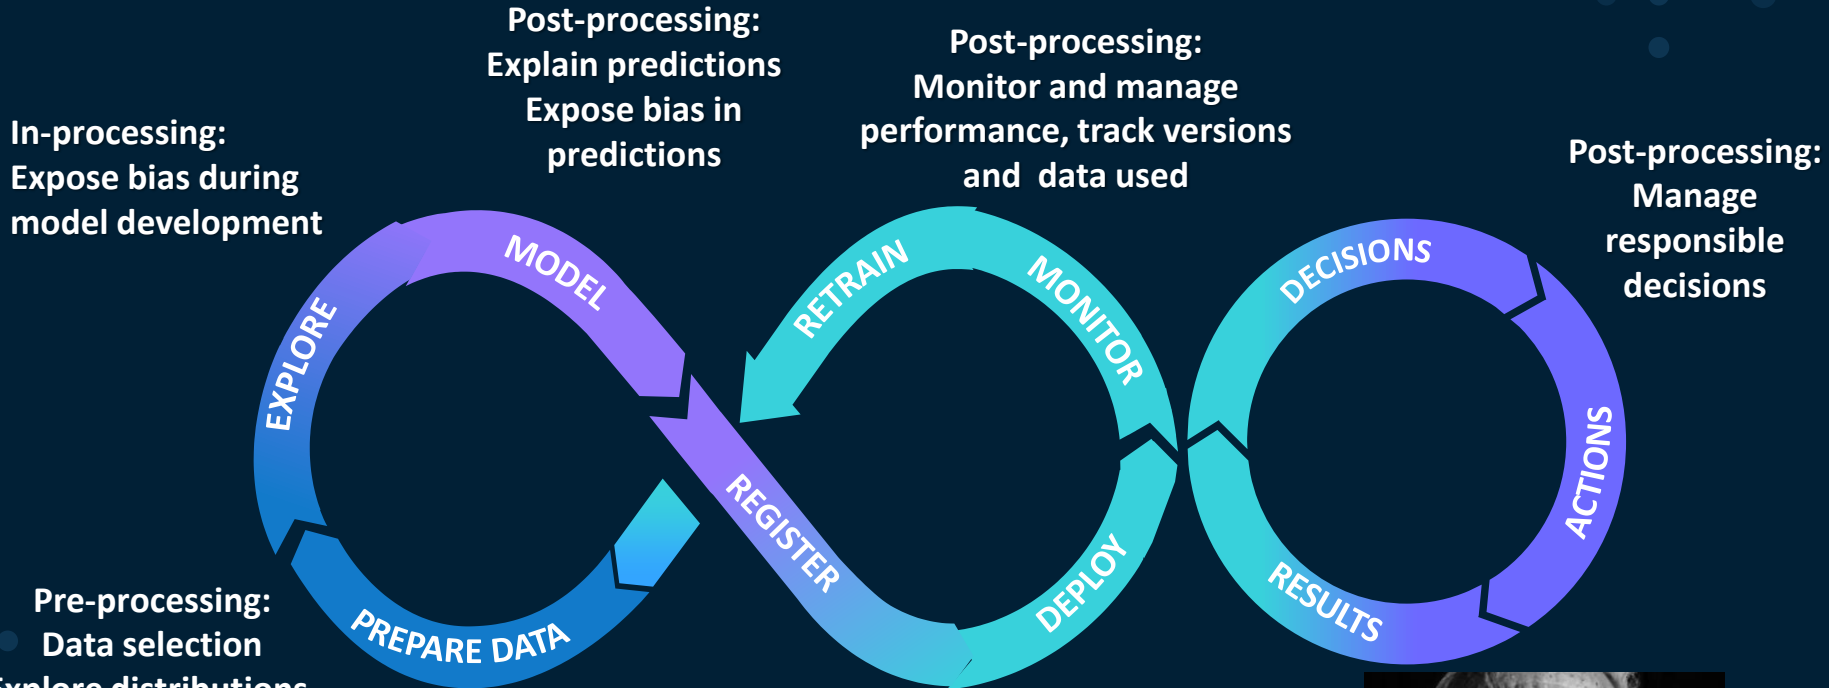 Post-processing:
Explain predictions
Expose bias in
predictions
Post-processing:
Monitor and manage
performance, track versions
and data used
In-processing:
Expose bias during
model development
Post-processing:
Manage
responsible
decisions
MODEL
RETRAIN
MONITOR
DECISIONS
EXPLORE
ACTIONS
REGISTER
DEPLOY
RESULTS
PREPARE DATA
Pre-processing:
Data selection
Explore distributions